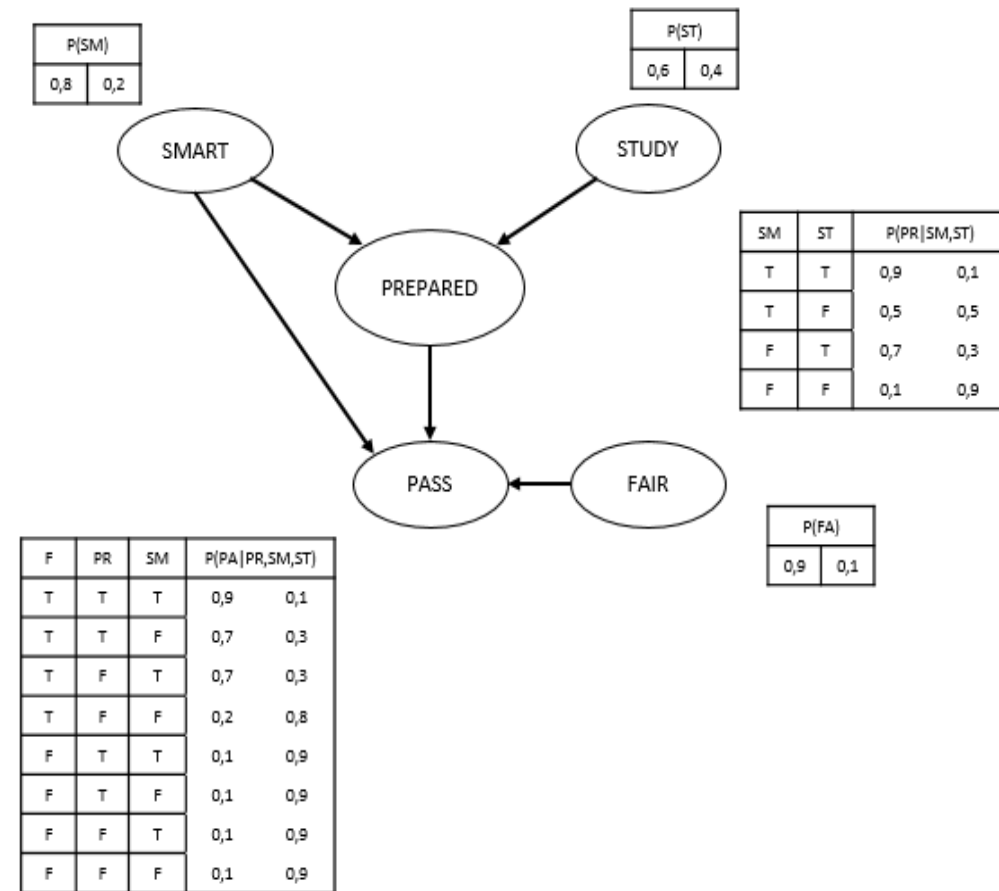 P(SM)
0,8 0,2
P(ST)
0,6 0,4
SMART
STUDY
SM ST P(PR|SM,ST)
T T 0,9 0,1
T F 0,5 0,5
F T 0,7 0,3
F F 0,1 0,9
PREPARED
PASS
FAIR
P(FA)
0,9 0,1
F PR SM P(PA|PR,SM,ST)
T T T 0,9 0,1
T T F 0,7 0,3
T F T 0,7 0,3
T F F 0,2 0,8
F T T 0,1 0,9
F T F 0,1 0,9
F F T 0,1 0,9
F F F 0,1 0,9